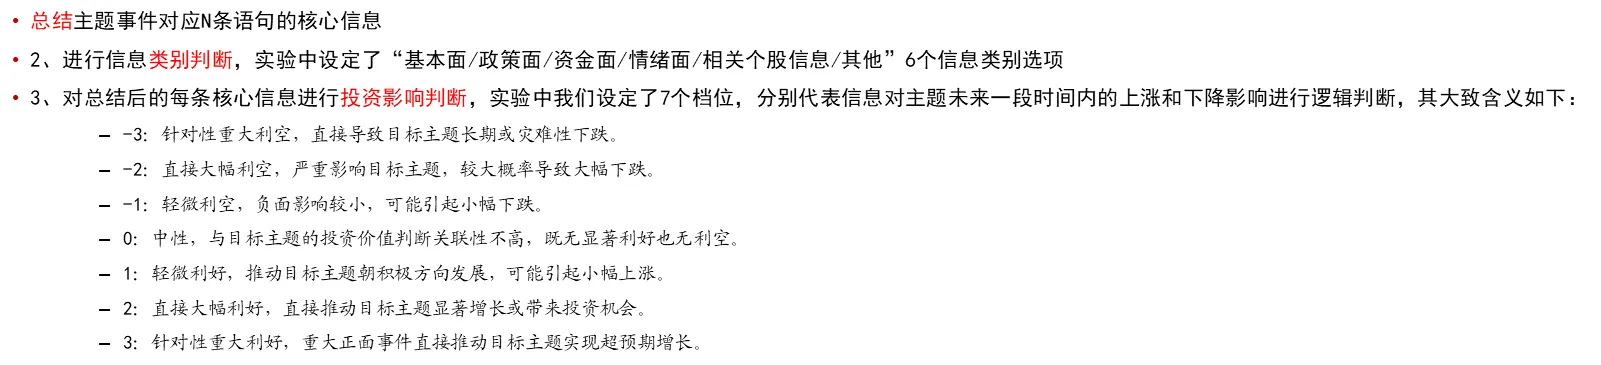 • 总结主题事件对应N条语句的核心信息
• 2、进行信息类别判断，实验中设定了“基本面/政策面/资金面/情绪面/相关个股信息/其他”6个信息类别选项
• 3、对总结后的每条核心信息进行投资影响判断，实验中我们设定了7个档位，分别代表信息对主题未来一段时间内的上涨和下降影响进行逻辑判断，其大致含义如下：
– -3: 针对性重大利空，直接导致目标主题长期或灾难性下跌。
– -2: 直接大幅利空，严重影响目标主题，较大概率导致大幅下跌。
– -1: 轻微利空，负面影响较小，可能引起小幅下跌。
– 0: 中性，与目标主题的投资价值判断关联性不高，既无显著利好也无利空。
– 1: 轻微利好，推动目标主题朝积极方向发展，可能引起小幅上涨。
– 2: 直接大幅利好，直接推动目标主题显著增长或带来投资机会。
– 3: 针对性重大利好，重大正面事件直接推动目标主题实现超预期增长。